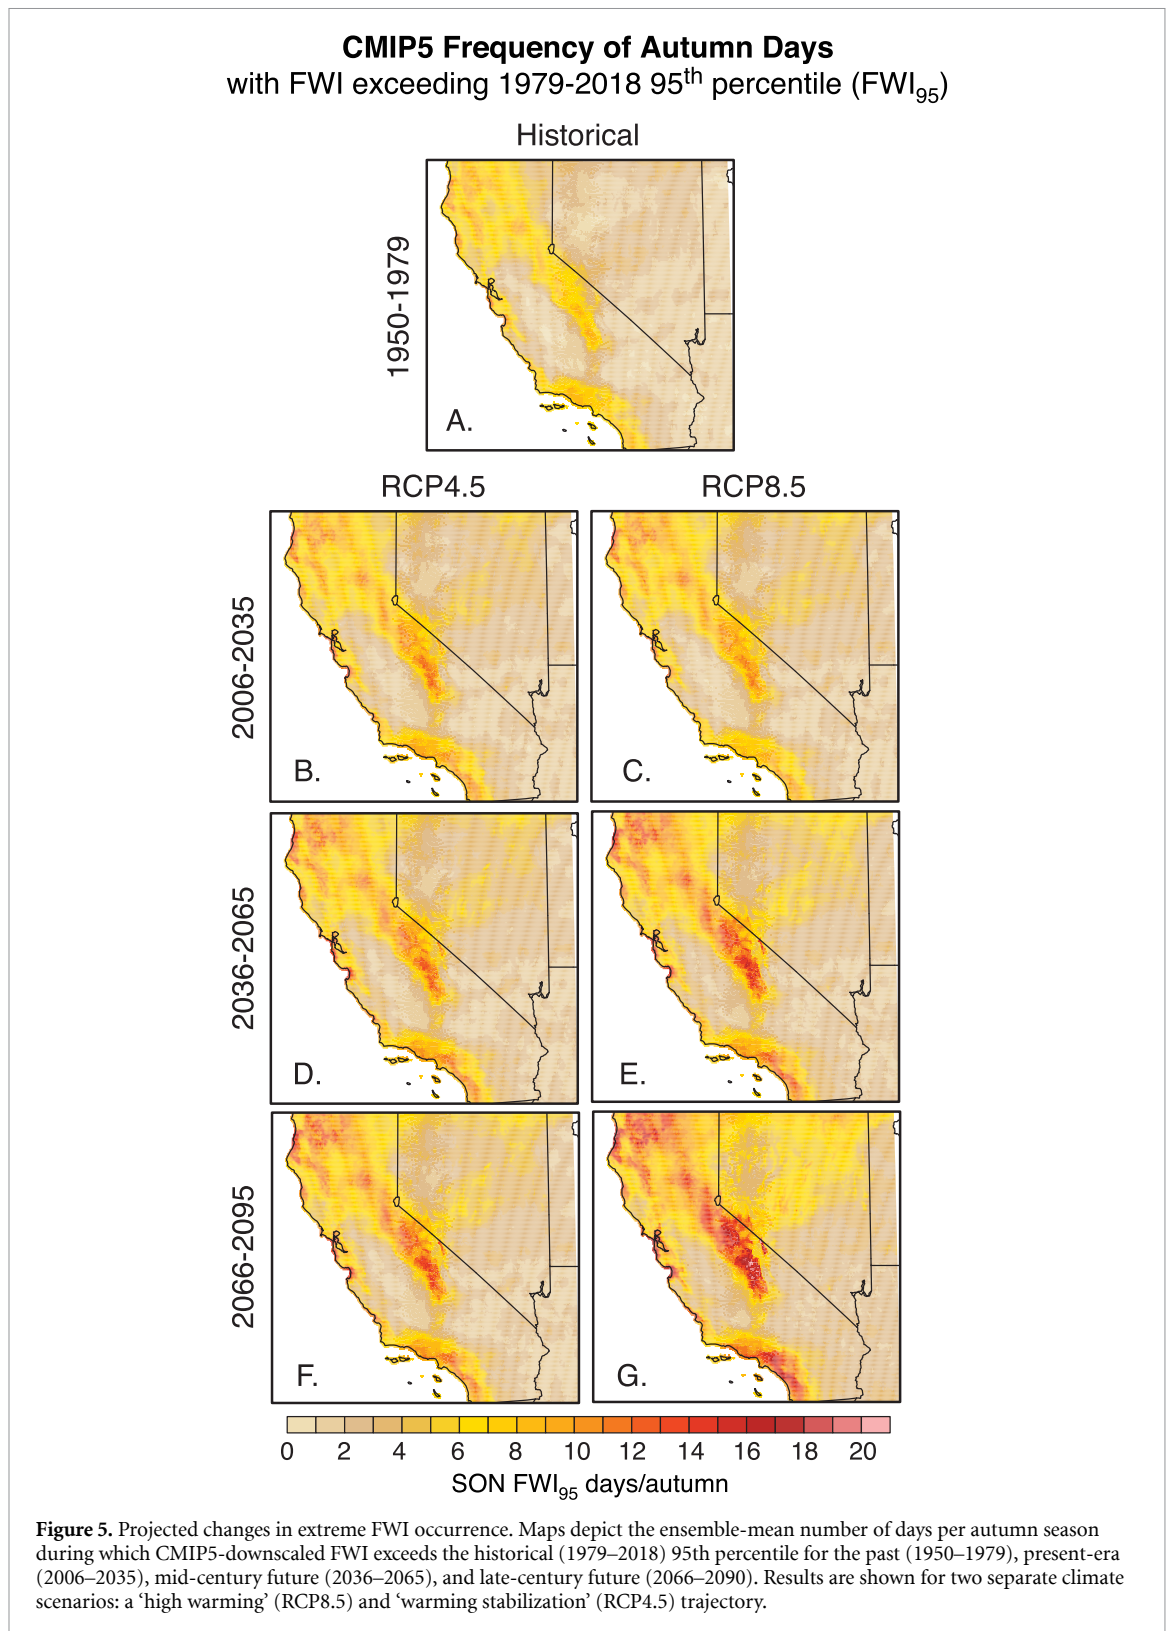 CMIP5 Frequency of Autumn Days
with FWI exceeding 1979-2018 95th percentile (FWI95)
Historical
1950-1979
A.
RCP4.5 RCP8.5
2006-2035
B. C.
2036-2065
D. E.
2066-2095
F. G.
0 2 4 6 8 10 12 14 16 18 20
SON FWI95 days/autumn
Figure 5. Projected changes in extreme FWI occurrence. Maps depict the ensemble-mean number of days per autumn season
during which CMIP5-downscaled FWI exceeds the historical (1979–2018) 95th percentile for the past (1950–1979), present-era
(2006–2035), mid-century future (2036–2065), and late-century future (2066–2090). Results are shown for two separate climate
scenarios: a ‘high warming’ (RCP8.5) and ‘warming stabilization’ (RCP4.5) trajectory.